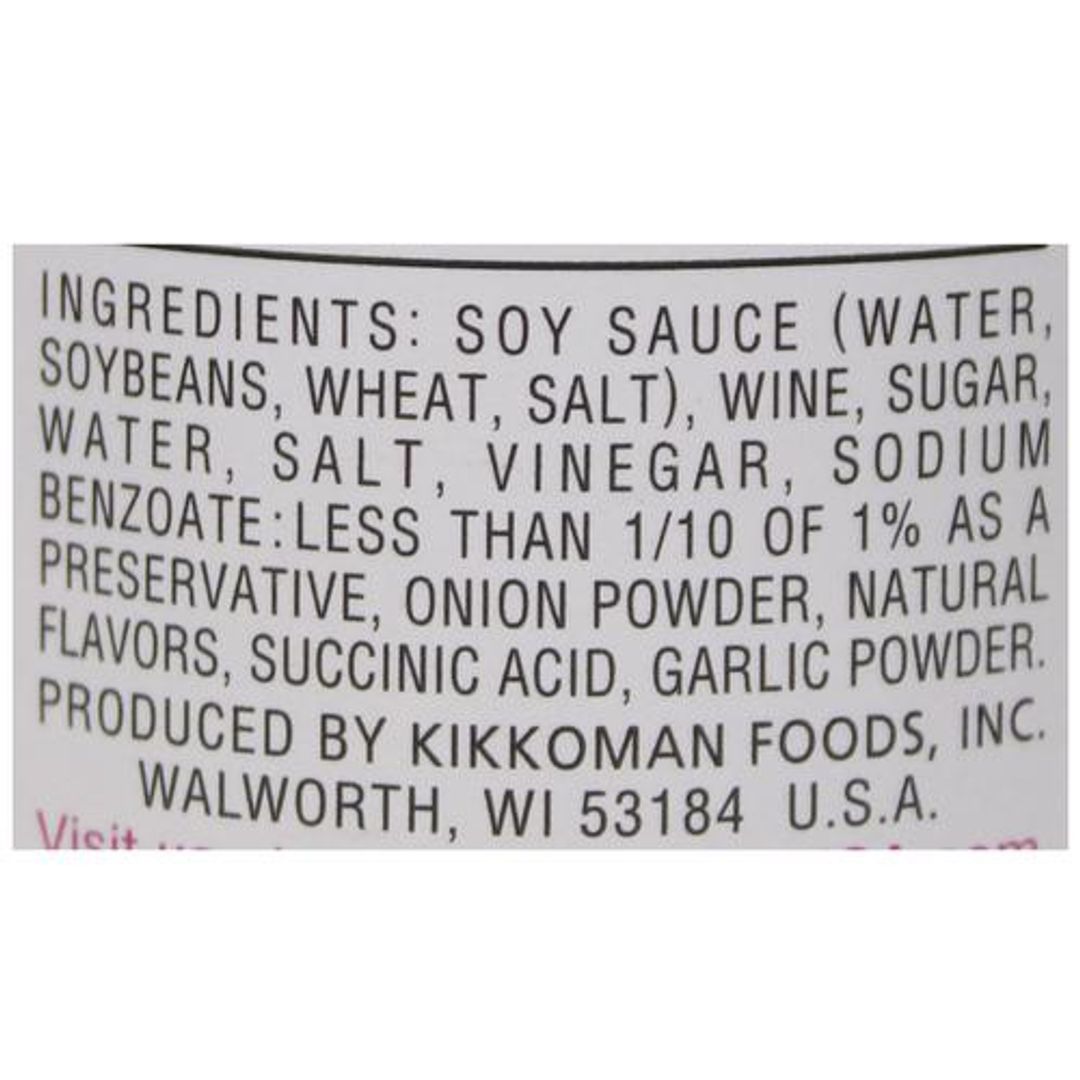 INGREDIENTS: SOY SAUCE (WATER,
SOYBEANS, WHEAT, SALT), WINE, SUGAR,
WATER, SALT, VINEGAR, SODIUM
BENZOATE:LESS THAN 1/10 OF 1% AS A
PRESERVATIVE, ONION POWDER, NATURAL
FLAVORS, SUCCINIC ACID, GARLIC POWDER.
PRODUCED BY KIKKOMAN FOODS, INC.
WALWORTH, WI 53184 U.S.A.
Visit